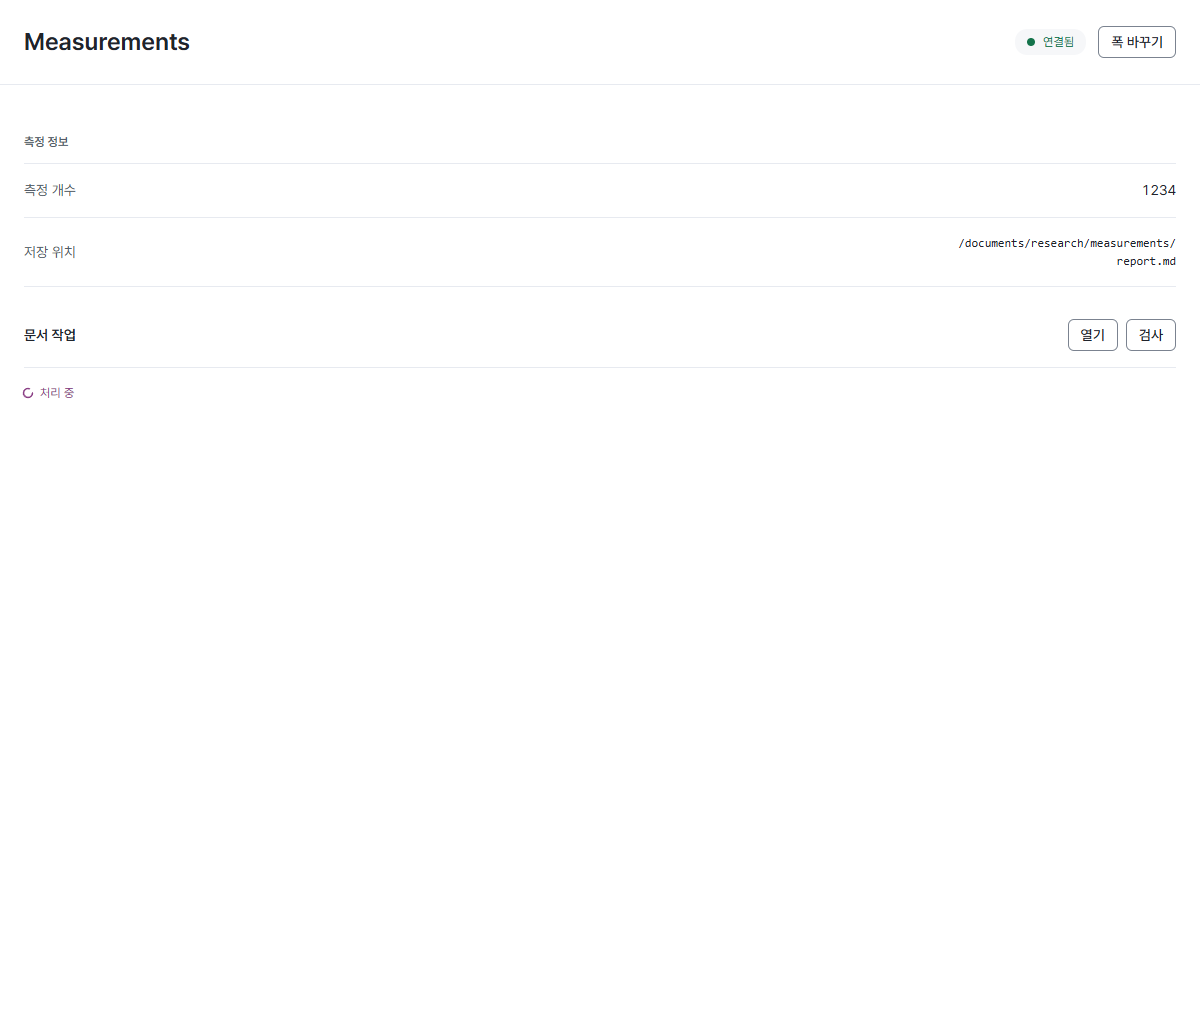 Measurements
연결됨
폭 바꾸기
측정 정보
측정 개수
1234
저장 위치
/documents/research/measurements/
report.md
문서 작업
열기
검사
처리 중